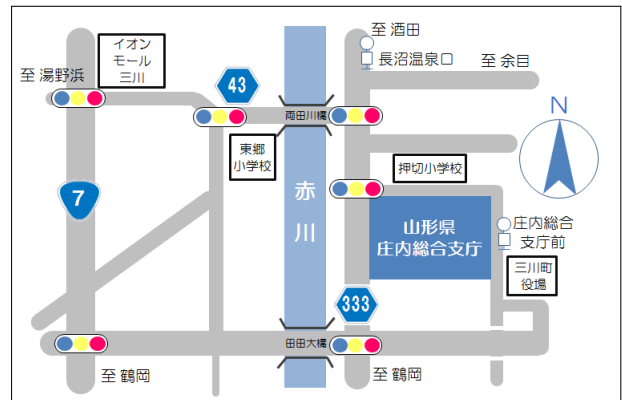 至 酒田
イオン
モール
三川
長沼温泉口
至 余目
至 湯野浜
43
N
両田川橋
東郷
小学校
押切小学校
赤
川
7
山形県
庄内総合支庁
庄内総合
支庁前
三川町
役場
333
田田大橋
至 鶴岡
至 鶴岡